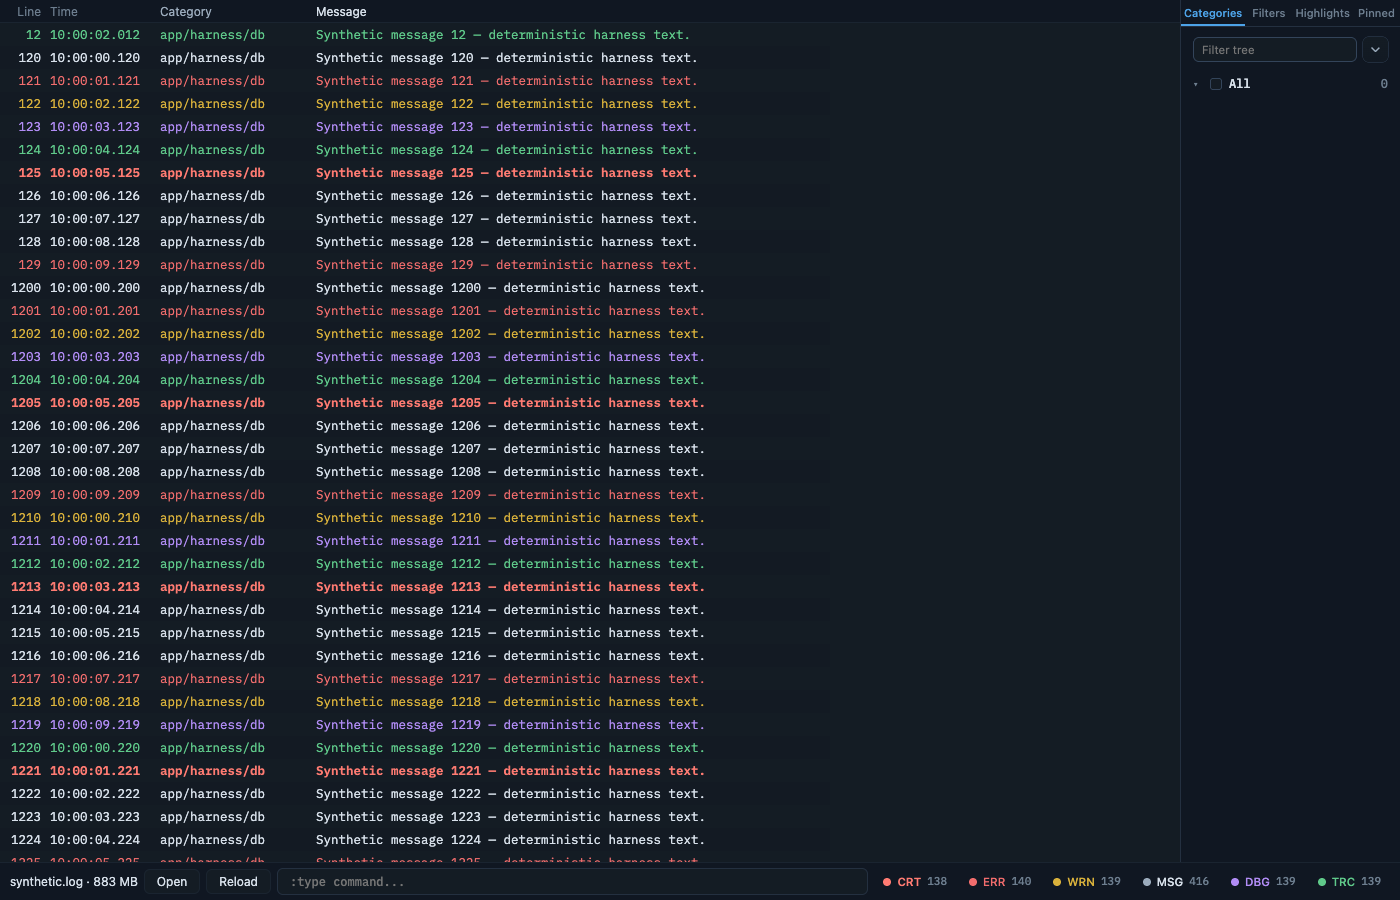 Line Time Category Message
12 10:00:02.012 app/harness/db Synthetic message 12 — deterministic harness text.
120 10:00:00.120 app/harness/db Synthetic message 120 — deterministic harness text.
121 10:00:01.121 app/harness/db Synthetic message 121 — deterministic harness text.
122 10:00:02.122 app/harness/db Synthetic message 122 — deterministic harness text.
123 10:00:03.123 app/harness/db Synthetic message 123 — deterministic harness text.
124 10:00:04.124 app/harness/db Synthetic message 124 — deterministic harness text.
125 10:00:05.125 app/harness/db Synthetic message 125 — deterministic harness text.
126 10:00:06.126 app/harness/db Synthetic message 126 — deterministic harness text.
127 10:00:07.127 app/harness/db Synthetic message 127 — deterministic harness text.
128 10:00:08.128 app/harness/db Synthetic message 128 — deterministic harness text.
129 10:00:09.129 app/harness/db Synthetic message 129 — deterministic harness text.
1200 10:00:00.200 app/harness/db Synthetic message 1200 — deterministic harness text.
1201 10:00:01.201 app/harness/db Synthetic message 1201 — deterministic harness text.
1202 10:00:02.202 app/harness/db Synthetic message 1202 — deterministic harness text.
1203 10:00:03.203 app/harness/db Synthetic message 1203 — deterministic harness text.
1204 10:00:04.204 app/harness/db Synthetic message 1204 — deterministic harness text.
1205 10:00:05.205 app/harness/db Synthetic message 1205 — deterministic harness text.
1206 10:00:06.206 app/harness/db Synthetic message 1206 — deterministic harness text.
1207 10:00:07.207 app/harness/db Synthetic message 1207 — deterministic harness text.
1208 10:00:08.208 app/harness/db Synthetic message 1208 — deterministic harness text.
1209 10:00:09.209 app/harness/db Synthetic message 1209 — deterministic harness text.
1210 10:00:00.210 app/harness/db Synthetic message 1210 — deterministic harness text.
1211 10:00:01.211 app/harness/db Synthetic message 1211 — deterministic harness text.
1212 10:00:02.212 app/harness/db Synthetic message 1212 — deterministic harness text.
1213 10:00:03.213 app/harness/db Synthetic message 1213 — deterministic harness text.
1214 10:00:04.214 app/harness/db Synthetic message 1214 — deterministic harness text.
1215 10:00:05.215 app/harness/db Synthetic message 1215 — deterministic harness text.
1216 10:00:06.216 app/harness/db Synthetic message 1216 — deterministic harness text.
1217 10:00:07.217 app/harness/db Synthetic message 1217 — deterministic harness text.
1218 10:00:08.218 app/harness/db Synthetic message 1218 — deterministic harness text.
1219 10:00:09.219 app/harness/db Synthetic message 1219 — deterministic harness text.
1220 10:00:00.220 app/harness/db Synthetic message 1220 — deterministic harness text.
1221 10:00:01.221 app/harness/db Synthetic message 1221 — deterministic harness text.
1222 10:00:02.222 app/harness/db Synthetic message 1222 — deterministic harness text.
1223 10:00:03.223 app/harness/db Synthetic message 1223 — deterministic harness text.
1224 10:00:04.224 app/harness/db Synthetic message 1224 — deterministic harness text.
1225 10:00:05.225 app/harness/db Synthetic message 1225 — deterministic harness text.
Categories Filters Highlights Pinned
Filter tree
All 0
synthetic.log · 883 MB Open Reload :type command... CRT 138 ERR 140 WRN 139 MSG 416 DBG 139 TRC 139